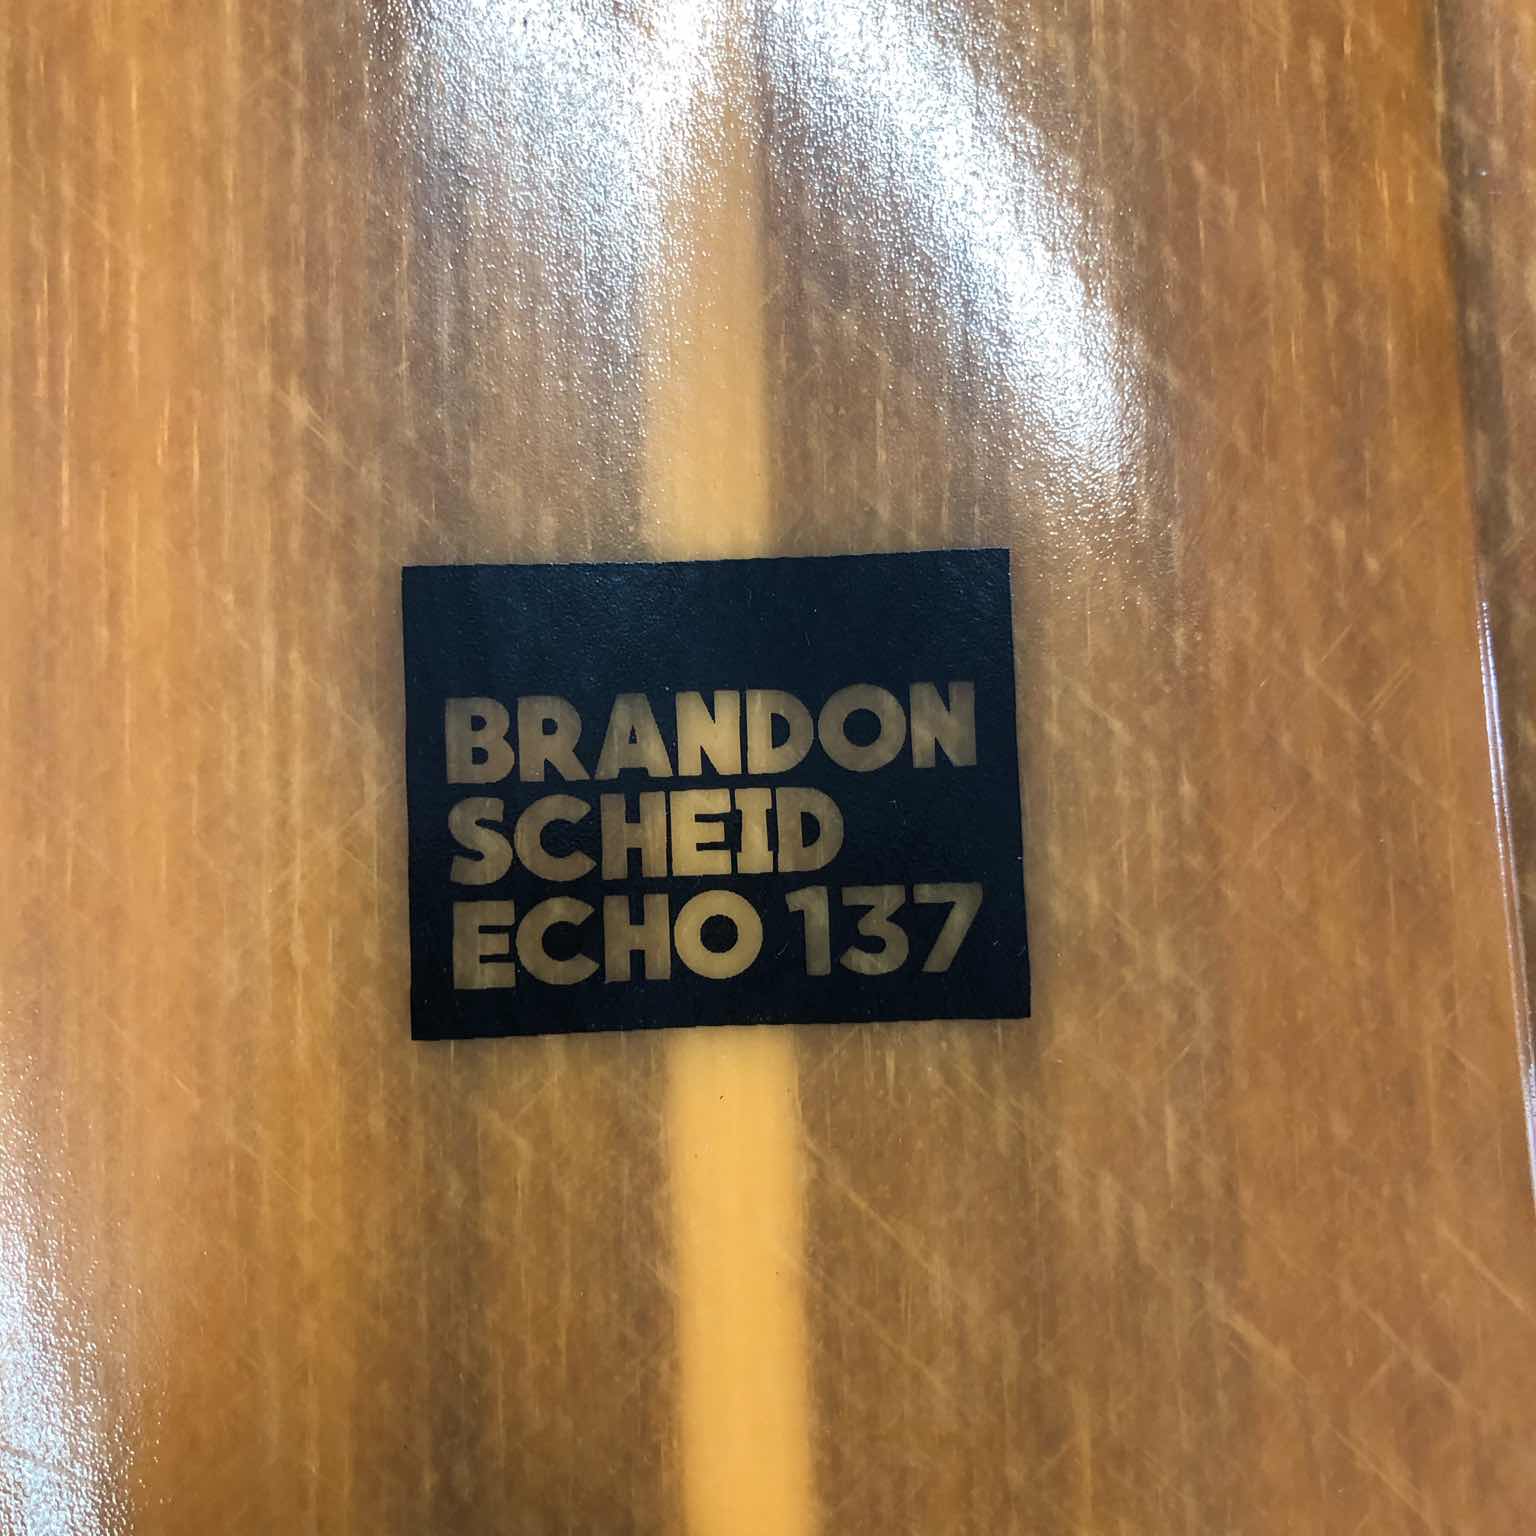 BRANDON
SCHEID
ECHO 137